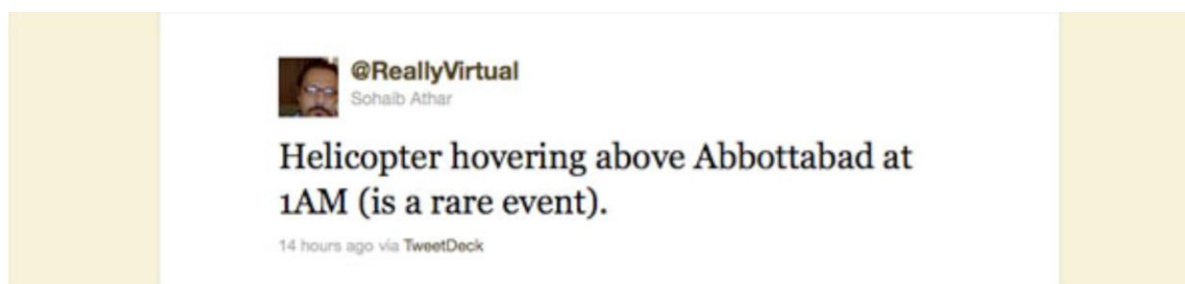 @ReallyVirtual
Sohaib Athar
Helicopter hovering above Abbottabad at
1AM (is a rare event).
14 hours ago via TweetDeck